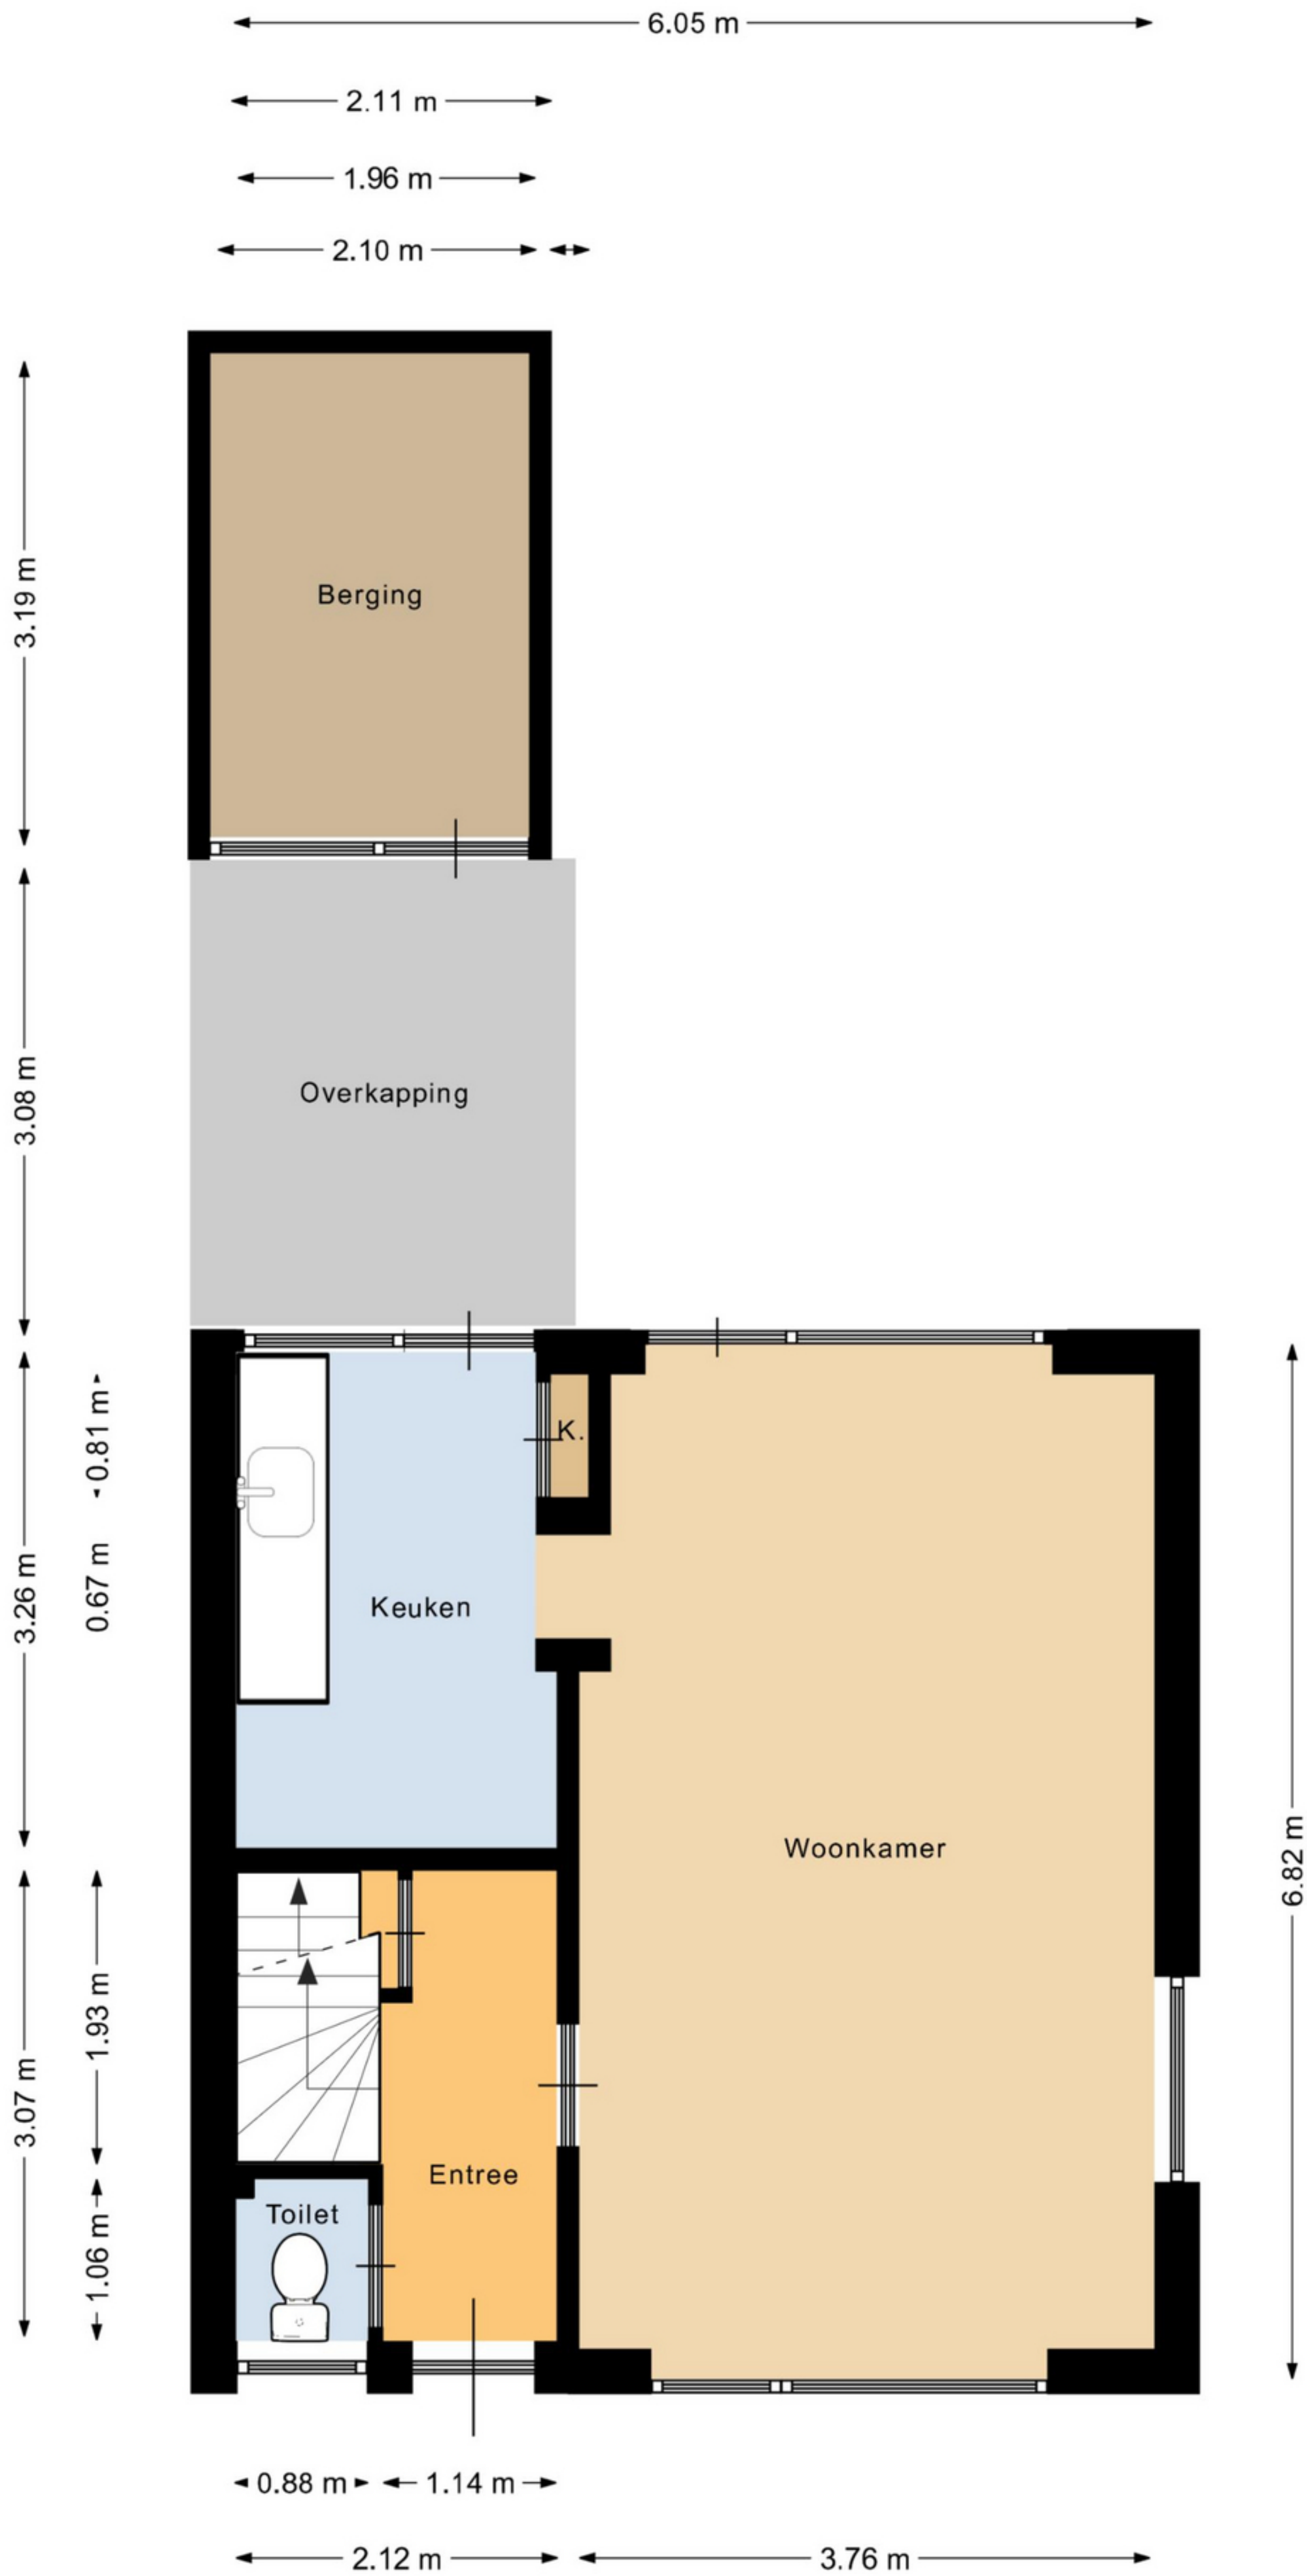 6.05 m
2.11 m
1.96 m
2.10 m
Berging
3.19 m
Overkapping
3.08 m
K.
0.81 m
0.67 m
3.26 m
Keuken
Woonkamer
6.82 m
1.93 m
3.07 m
Entree
Toilet
1.06 m
0.88 m
1.14 m
2.12 m
3.76 m